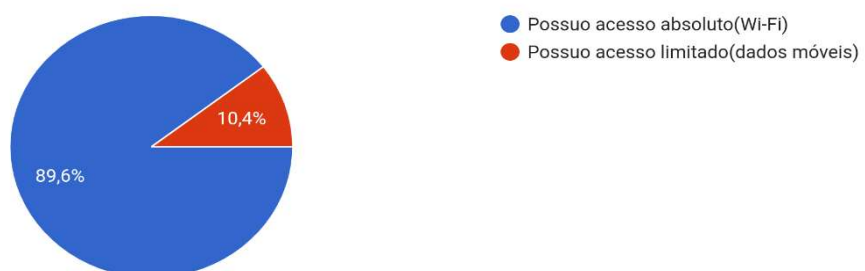 Possuo acesso absoluto(Wi-Fi)
Possuo acesso limitado(dados móveis)
10,4%
89,6%